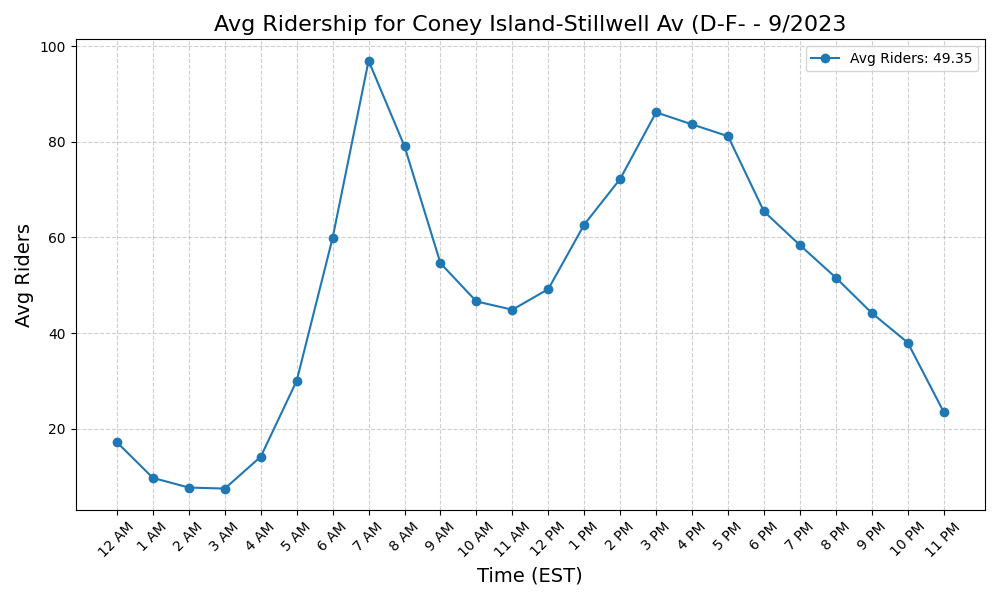 Avg Ridership for Coney Island-Stillwell Av (D-F- - 9/2023
Avg Riders: 49.35
Avg Riders
100
80
60
40
20
12 AM
1 AM
2 AM
3 AM
4 AM
5 AM
6 AM
7 AM
8 AM
9 AM
10 AM
11 AM
12 PM
1 PM
2 PM
3 PM
4 PM
5 PM
6 PM
7 PM
8 PM
9 PM
10 PM
11 PM
Time (EST)